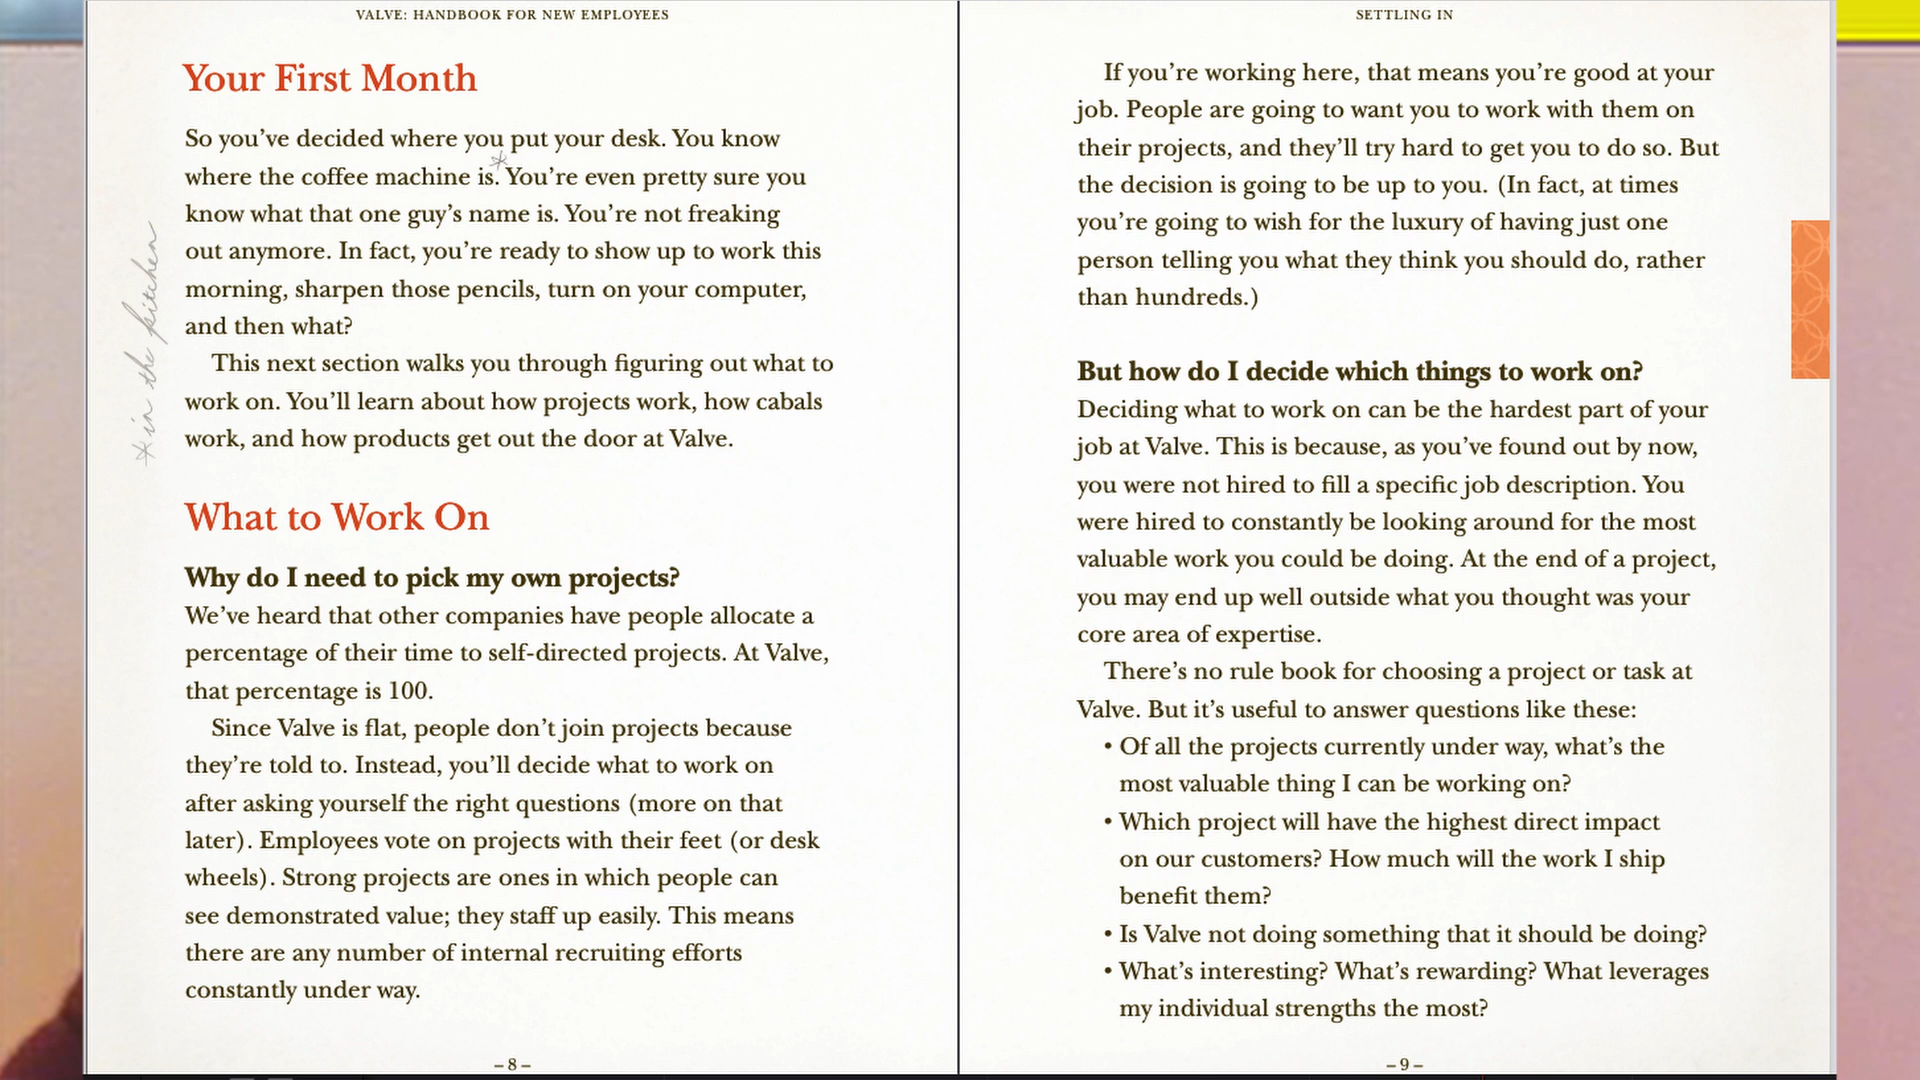 VALVE: HANDBOOK FOR NEW EMPLOYEES
Your First Month
So you’ve decided where you put your desk. You know
where the coffee machine is.* You’re even pretty sure you
know what that one guy’s name is. You’re not freaking
out anymore. In fact, you’re ready to show up to work this
morning, sharpen those pencils, turn on your computer,
and then what?
This next section walks you through figuring out what to
work on. You’ll learn about how projects work, how cabals
work, and how products get out the door at Valve.
*in the kitchen
What to Work On
Why do I need to pick my own projects?
We’ve heard that other companies have people allocate a
percentage of their time to self-directed projects. At Valve,
that percentage is 100.
Since Valve is flat, people don’t join projects because
they’re told to. Instead, you’ll decide what to work on
after asking yourself the right questions (more on that
later). Employees vote on projects with their feet (or desk
wheels). Strong projects are ones in which people can
see demonstrated value; they staff up easily. This means
there are any number of internal recruiting efforts
constantly under way.
– 8 –
SETTLING IN
If you’re working here, that means you’re good at your
job. People are going to want you to work with them on
their projects, and they’ll try hard to get you to do so. But
the decision is going to be up to you. (In fact, at times
you’re going to wish for the luxury of having just one
person telling you what they think you should do, rather
than hundreds.)
But how do I decide which things to work on?
Deciding what to work on can be the hardest part of your
job at Valve. This is because, as you’ve found out by now,
you were not hired to fill a specific job description. You
were hired to constantly be looking around for the most
valuable work you could be doing. At the end of a project,
you may end up well outside what you thought was your
core area of expertise.
There’s no rule book for choosing a project or task at
Valve. But it’s useful to answer questions like these:
• Of all the projects currently under way, what’s the
most valuable thing I can be working on?
• Which project will have the highest direct impact
on our customers? How much will the work I ship
benefit them?
• Is Valve not doing something that it should be doing?
• What’s interesting? What’s rewarding? What leverages
my individual strengths the most?
– 9 –